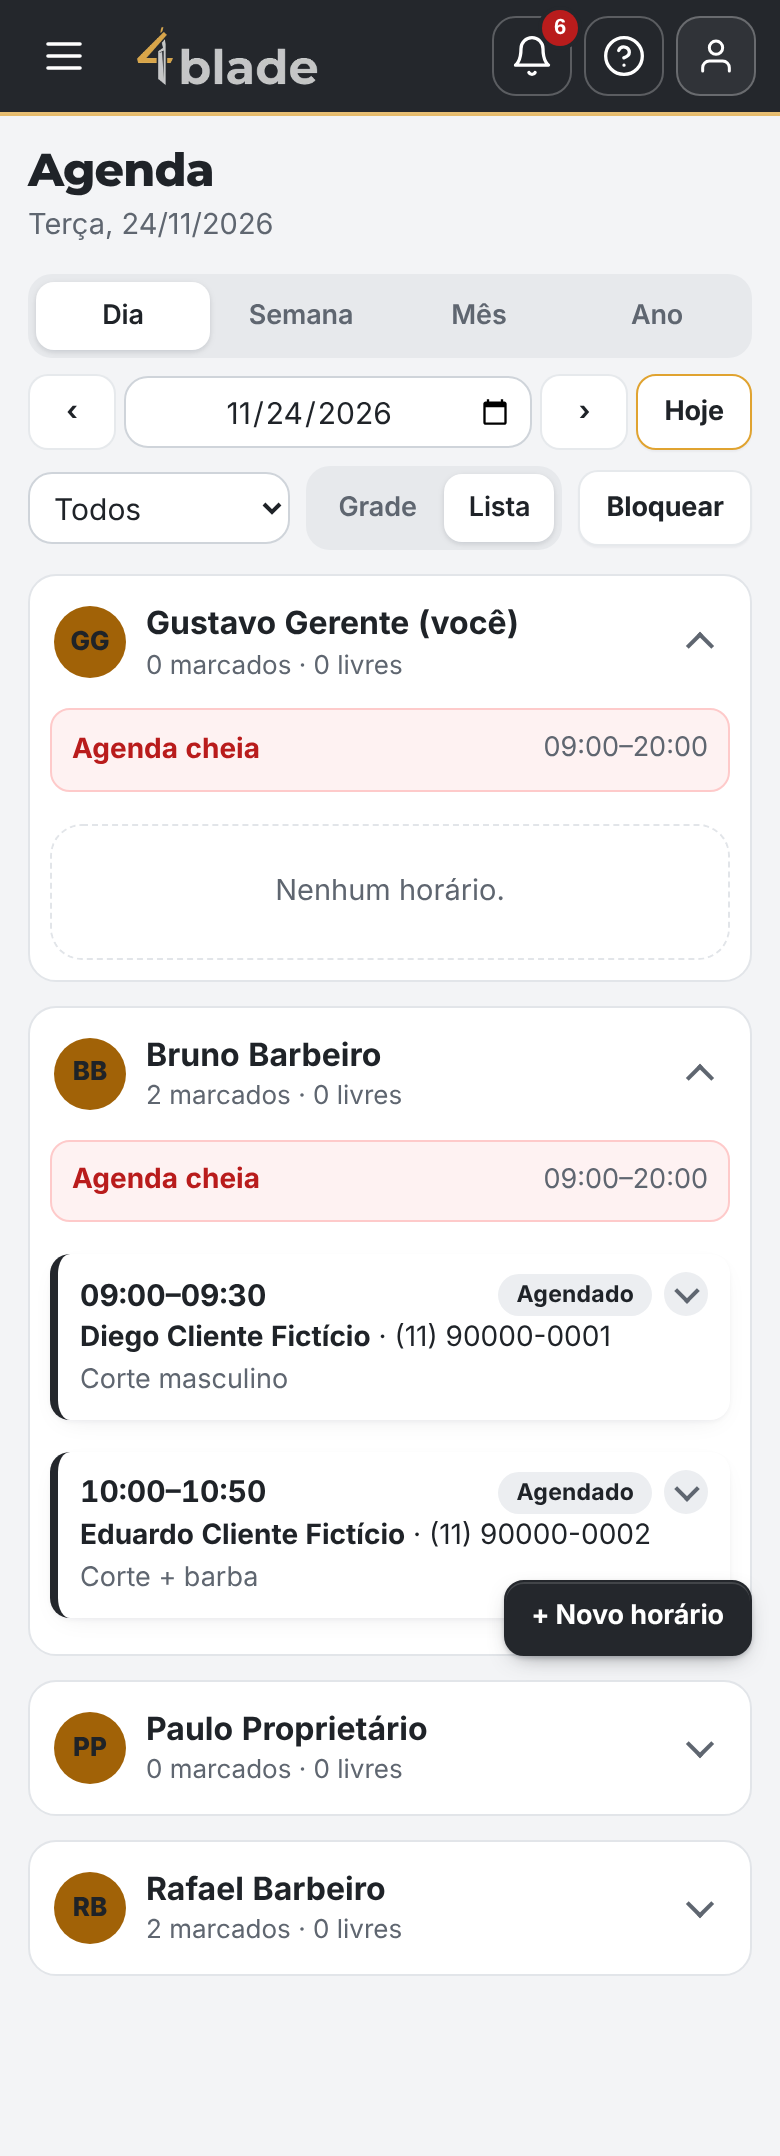 4blade
6
Agenda
Terça, 24/11/2026
Dia Semana Mês Ano
‹ 11/24/2026 › Hoje
Todos Grade Lista Bloquear
GG Gustavo Gerente (você)
0 marcados · 0 livres
Agenda cheia 09:00–20:00
Nenhum horário.
BB Bruno Barbeiro
2 marcados · 0 livres
Agenda cheia 09:00–20:00
09:00–09:30 Agendado
Diego Cliente Fictício · (11) 90000-0001
Corte masculino
10:00–10:50 Agendado
Eduardo Cliente Fictício · (11) 90000-0002
Corte + barba
+ Novo horário
PP Paulo Proprietário
0 marcados · 0 livres
RB Rafael Barbeiro
2 marcados · 0 livres